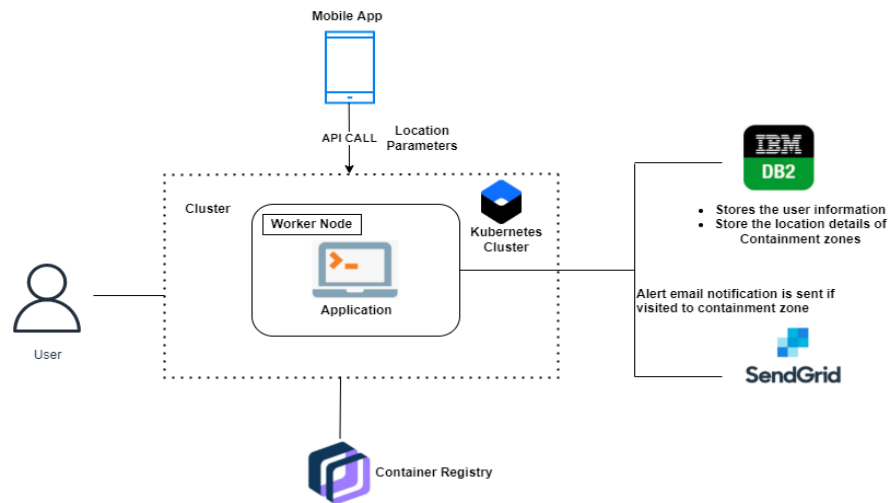 Mobile App
API CALL
Location
Parameters
Cluster
Worker Node
Application
Kubernetes
Cluster
IBM
DB2
• Stores the user information
• Store the location details of
Containment zones
Alert email notification is sent if
visited to containment zone
SendGrid
User
Container Registry